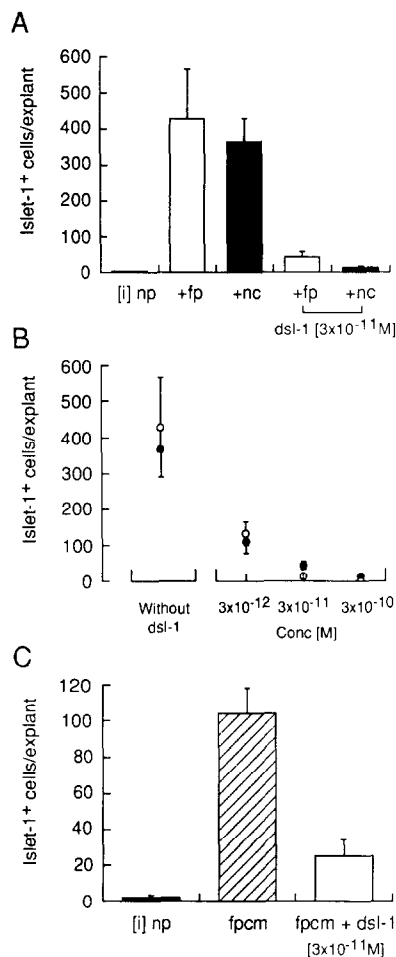 A
Islet-1+ cells/explant
600
500
400
300
200
100
0
[i] np +fp +nc +fp +nc
dsl-1 [3x10-11M]
B
Islet-1+ cells/explant
600
500
400
300
200
100
0
Without dsl-1
3x10-12 3x10-11 3x10-10
Conc [M]
C
Islet-1+ cells/explant
120
100
80
60
40
20
0
[i] np fpcm fpcm + dsl-1
[3x10-11M]